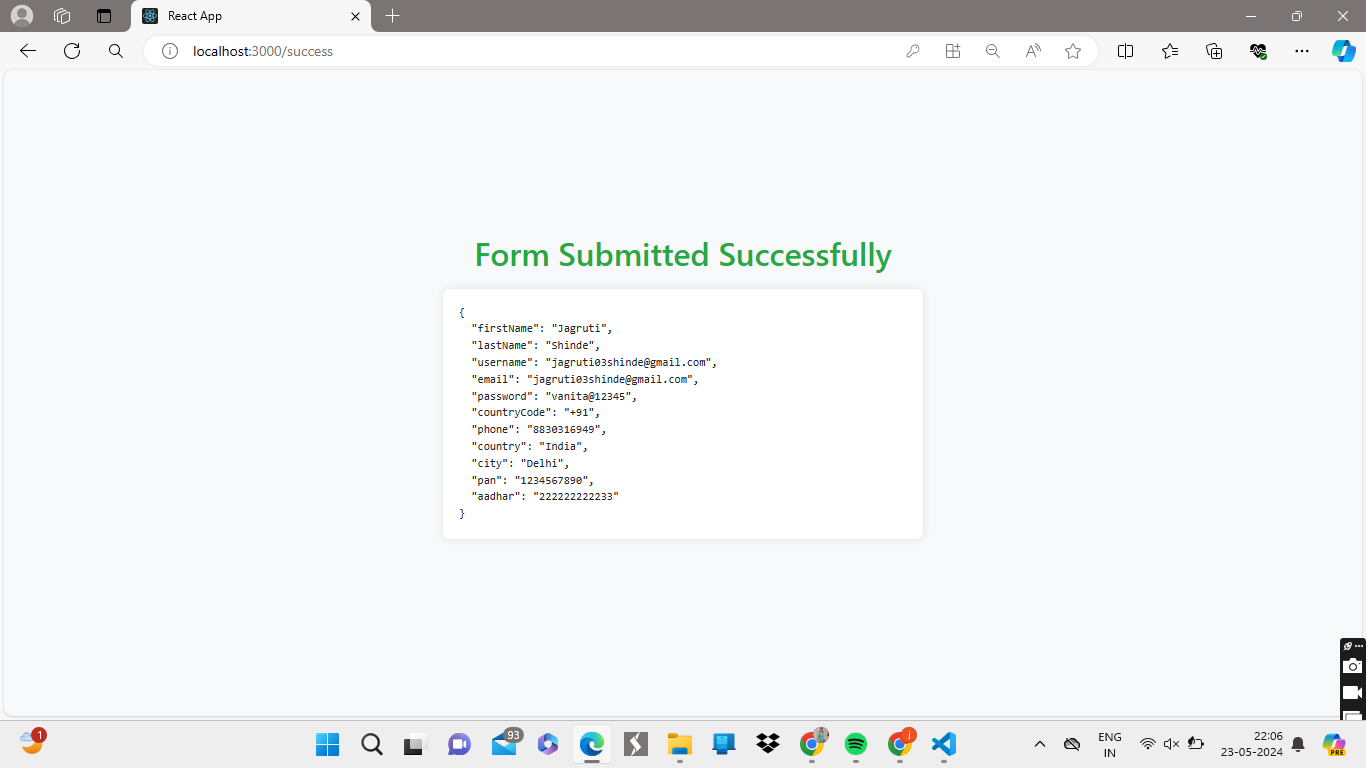 React App
localhost:3000/success
Form Submitted Successfully
{
"firstName": "Jagruti",
"lastName": "Shinde",
"username": "jagruti03shinde@gmail.com",
"email": "jagruti03shinde@gmail.com",
"password": "vanita@12345",
"countryCode": "+91",
"phone": "8830316949",
"country": "India",
"city": "Delhi",
"pan": "1234567890",
"aadhar": "222222222233"
}
1
93
J
ENG
IN
22:06
23-05-2024
PRE